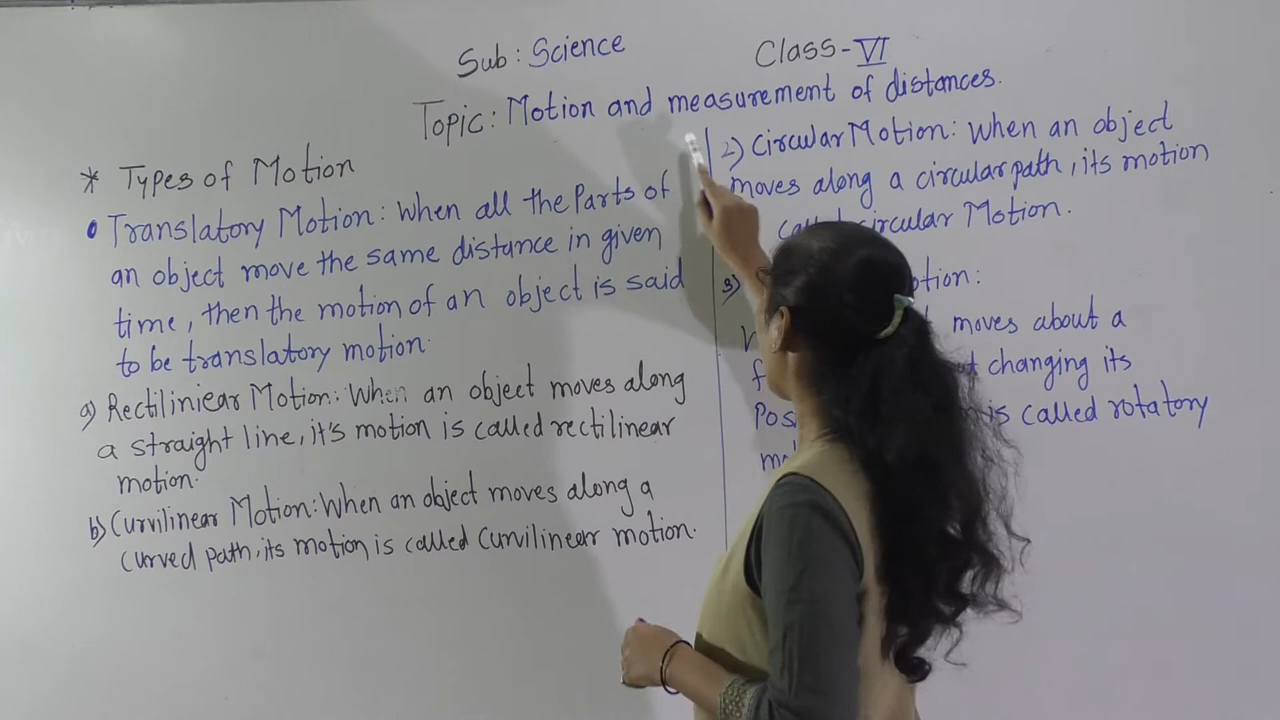 Sub: Science
Class-VI
Topic: Motion and measurement of distances.
* Types of Motion
• Translatory Motion: When all the Parts of
an object move the same distance in given
time, then the motion of an object is said
to be translatory motion.
a) Rectiliniear Motion: When an object moves along
a straight line, it's motion is called rectilinear
motion.
b) Curvilinear Motion: When an object moves along a
curved path, its motion is called Curvilinear motion.
2) Circular Motion: When an object
moves along a circular path, its motion
circular Motion.
3)
moves about a
changing its
is called rotatory